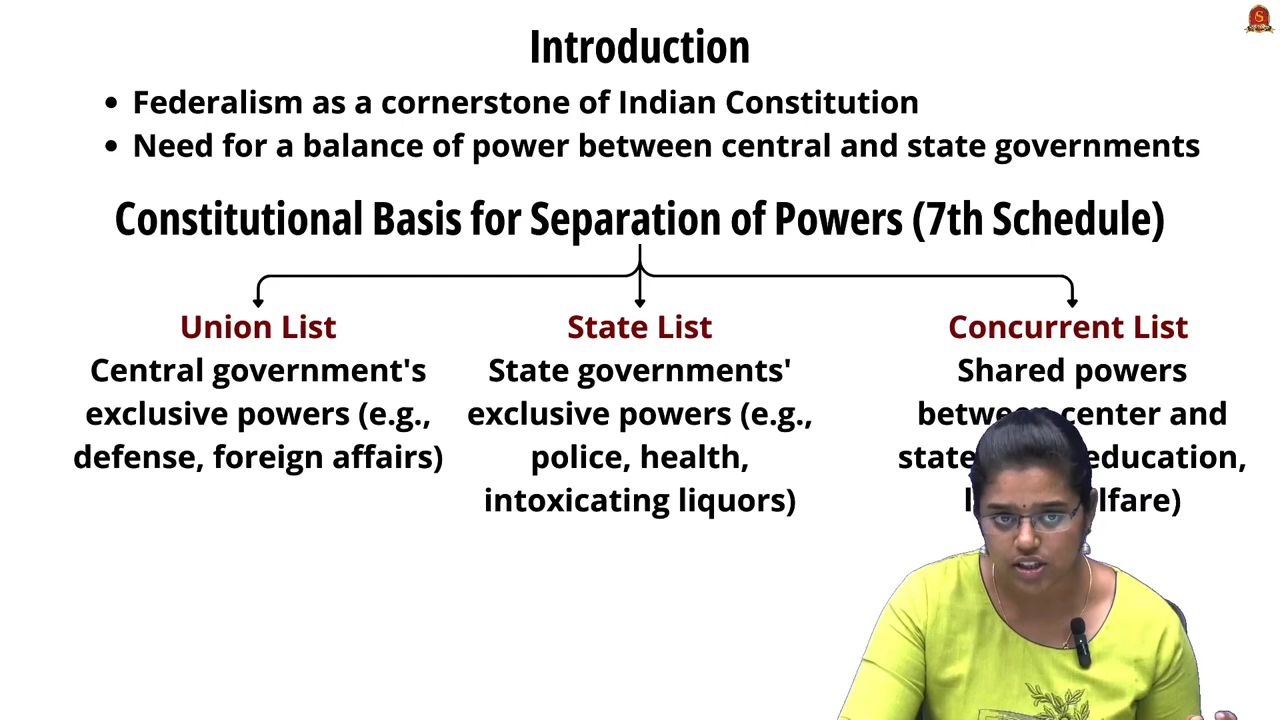 Introduction
• Federalism as a cornerstone of Indian Constitution
• Need for a balance of power between central and state governments
Constitutional Basis for Separation of Powers (7th Schedule)
Union List
Central government's
exclusive powers (e.g.,
defense, foreign affairs)
State List
State governments'
exclusive powers (e.g.,
police, health,
intoxicating liquors)
Concurrent List
Shared powers
center and
education,